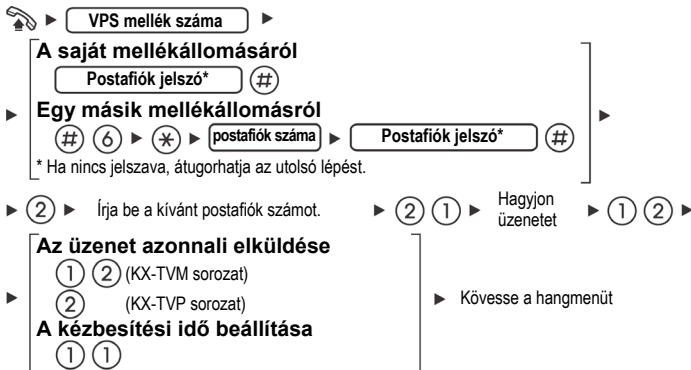 VPS mellék száma
A saját mellékállomásáról
Postafiók jelszó* #
Egy másik mellékállomásról
# 6 * postafiók száma Postafiók jelszó* #
* Ha nincs jelszava, átugorhatja az utolsó lépést.
2 Írja be a kívánt postafiók számot. 2 1 Hagyjon üzenetet 1 2
Az üzenet azonnali elküldése
1 2 (KX-TVM sorozat)
2 (KX-TVP sorozat)
Kövesse a hangmenüt
A kézbesítési idő beállítása
1 1